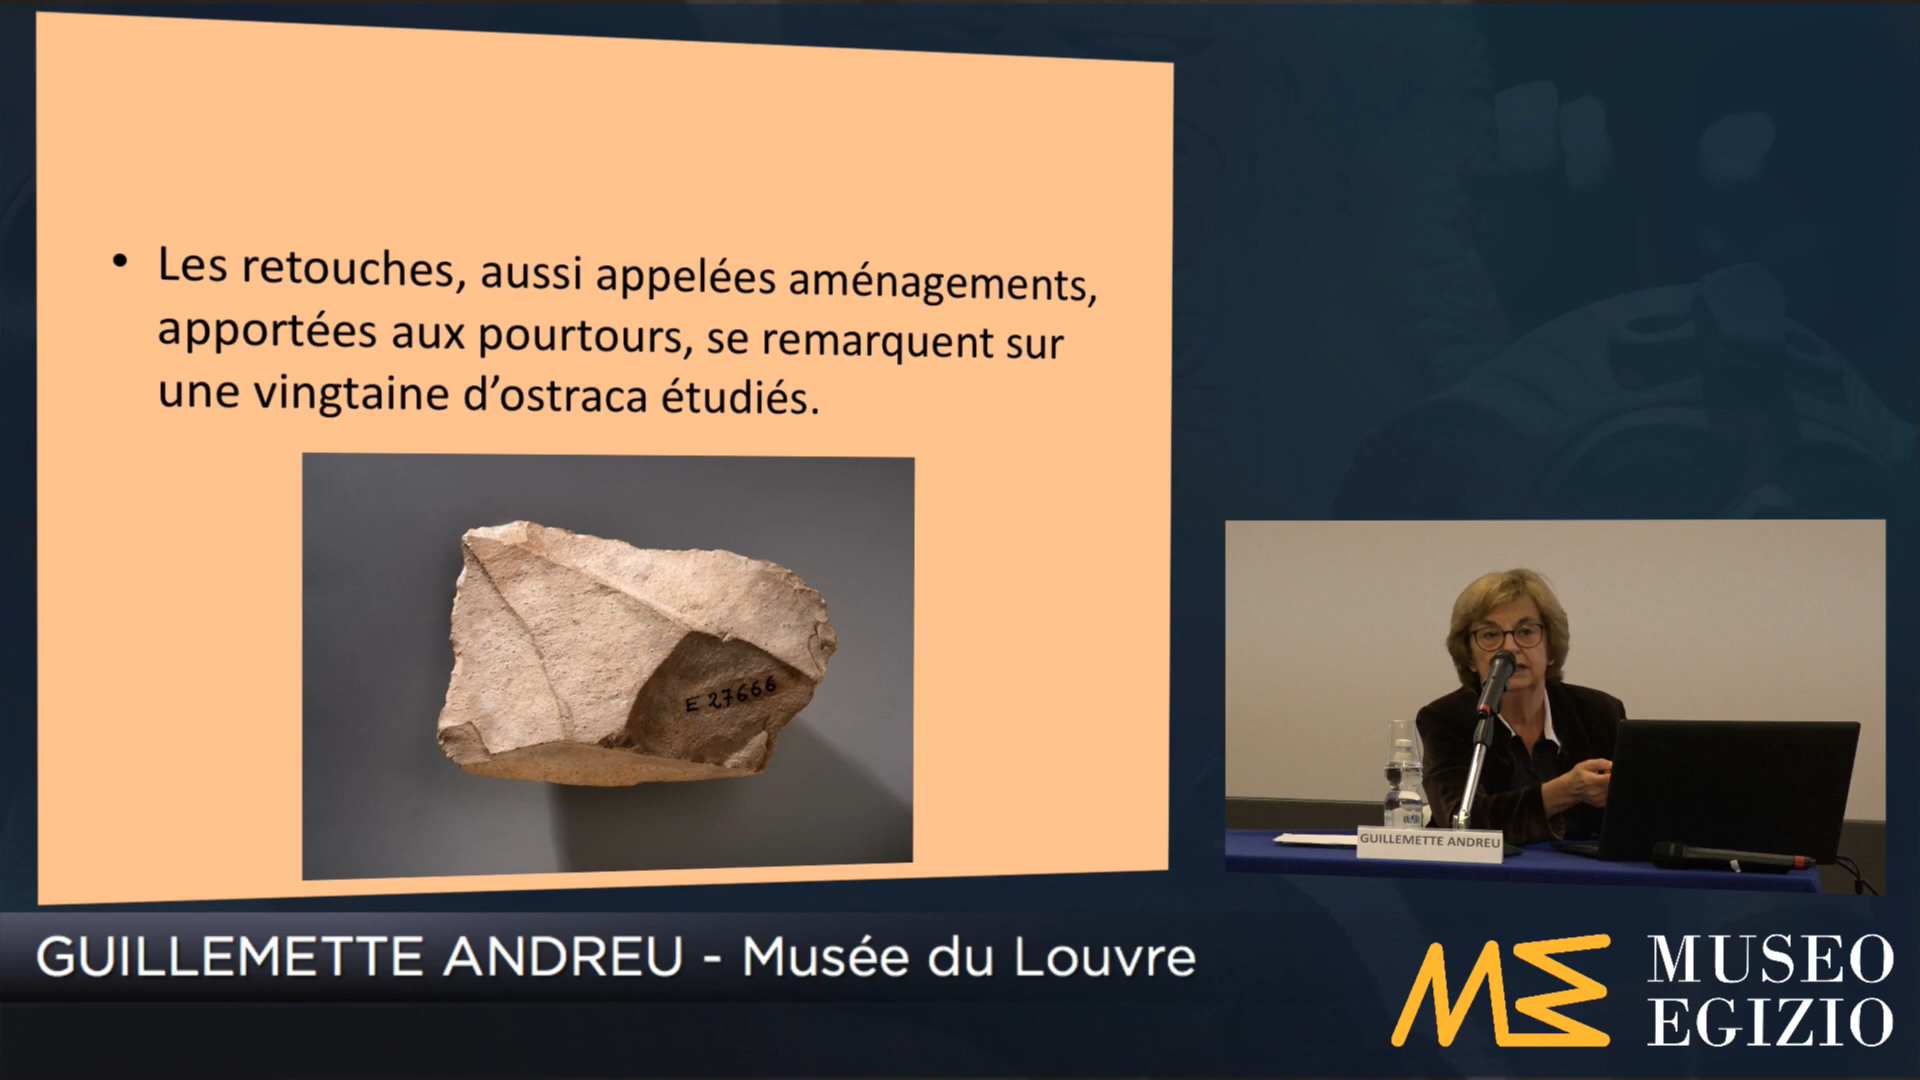 • Les retouches, aussi appelées aménagements,
apportées aux pourtours, se remarquent sur
une vingtaine d’ostraca étudiés.
E 27666
GUILLEMETTE ANDREU
GUILLEMETTE ANDREU - Musée du Louvre
ME
MUSEO
EGIZIO